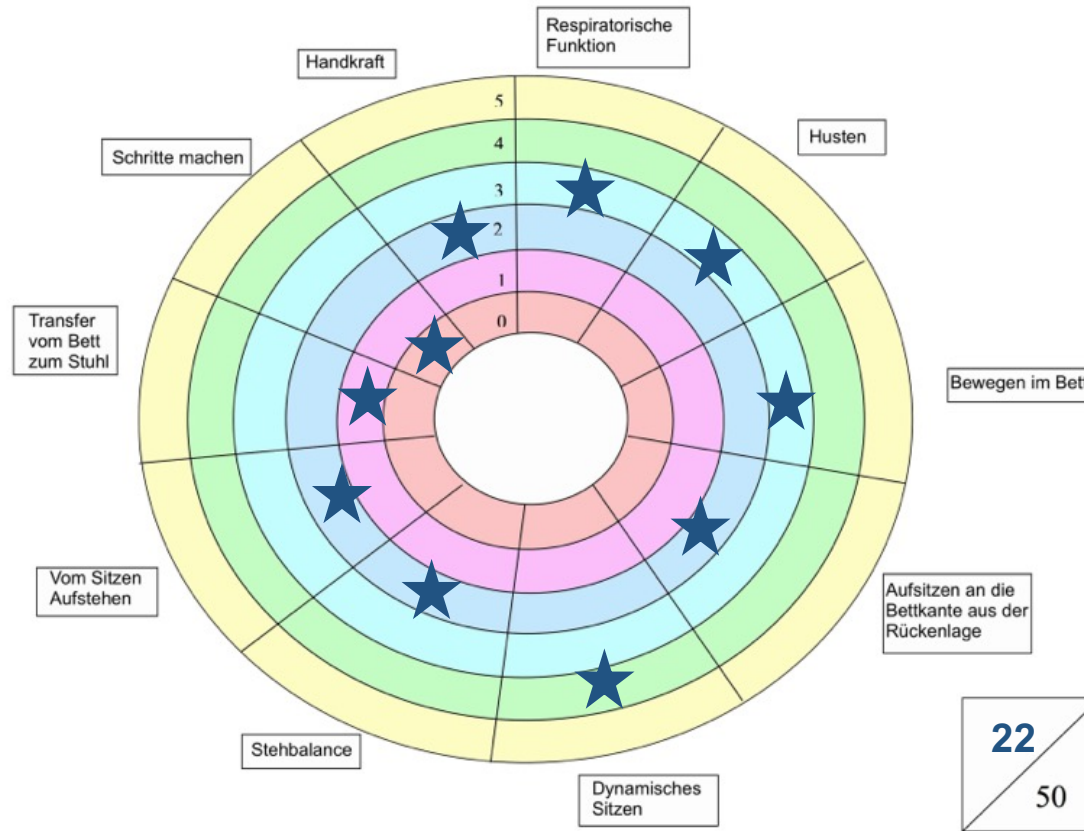 Respiratorische
Funktion
Handkraft
Husten
Schritte machen
5
4
3
2
1
0
Transfer
vom Bett
zum Stuhl
Bewegen im Bett
Vom Sitzen
Aufstehen
Aufsitzen an die
Bettkante aus der
Rückenlage
Stehbalance
Dynamisches
Sitzen
22
50